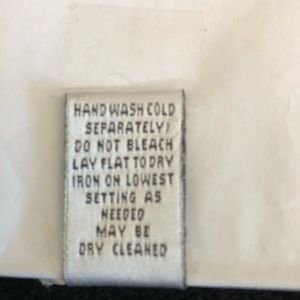 HAND WASH COLD
SEPARATELY,
DO NOT BLEACH
LAY FLAT TO DRY
IRON ON LOWEST
SETTING AS
NEEDED
MAY BE
DRY CLEANED